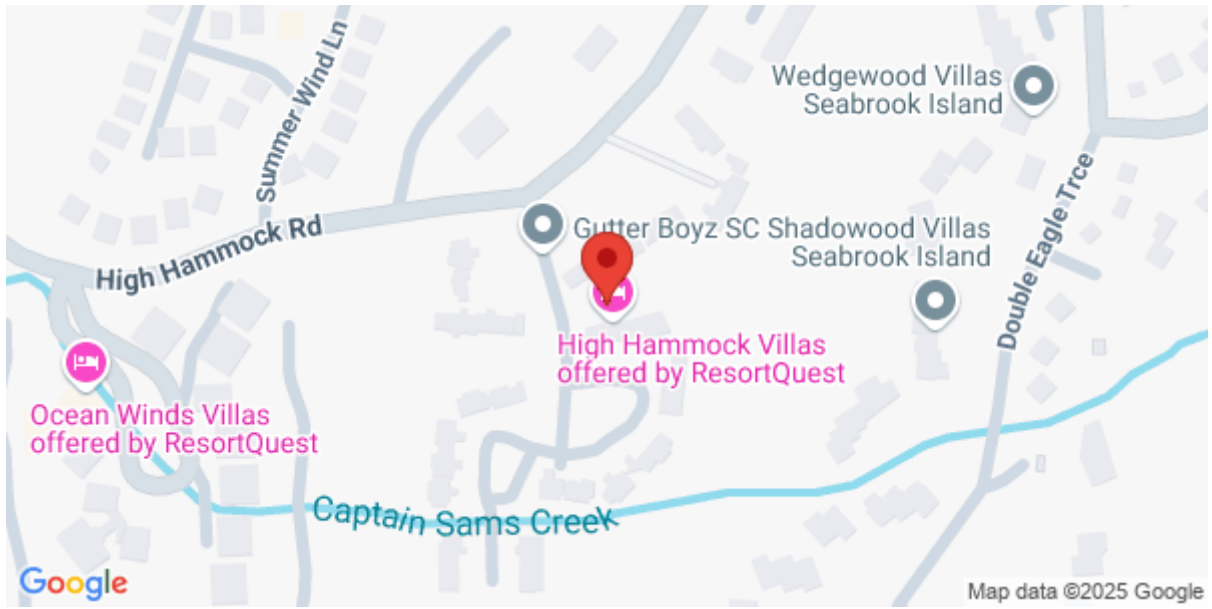 Summer Wind Ln
Wedgewood Villas
Seabrook Island
High Hammock Rd
Gutter Boyz SC
Shadowood Villas
Seabrook Island
Double Eagle Trce
High Hammock Villas
offered by ResortQuest
Ocean Winds Villas
offered by ResortQuest
Captain Sams Creek
Google
Map data ©2025 Google